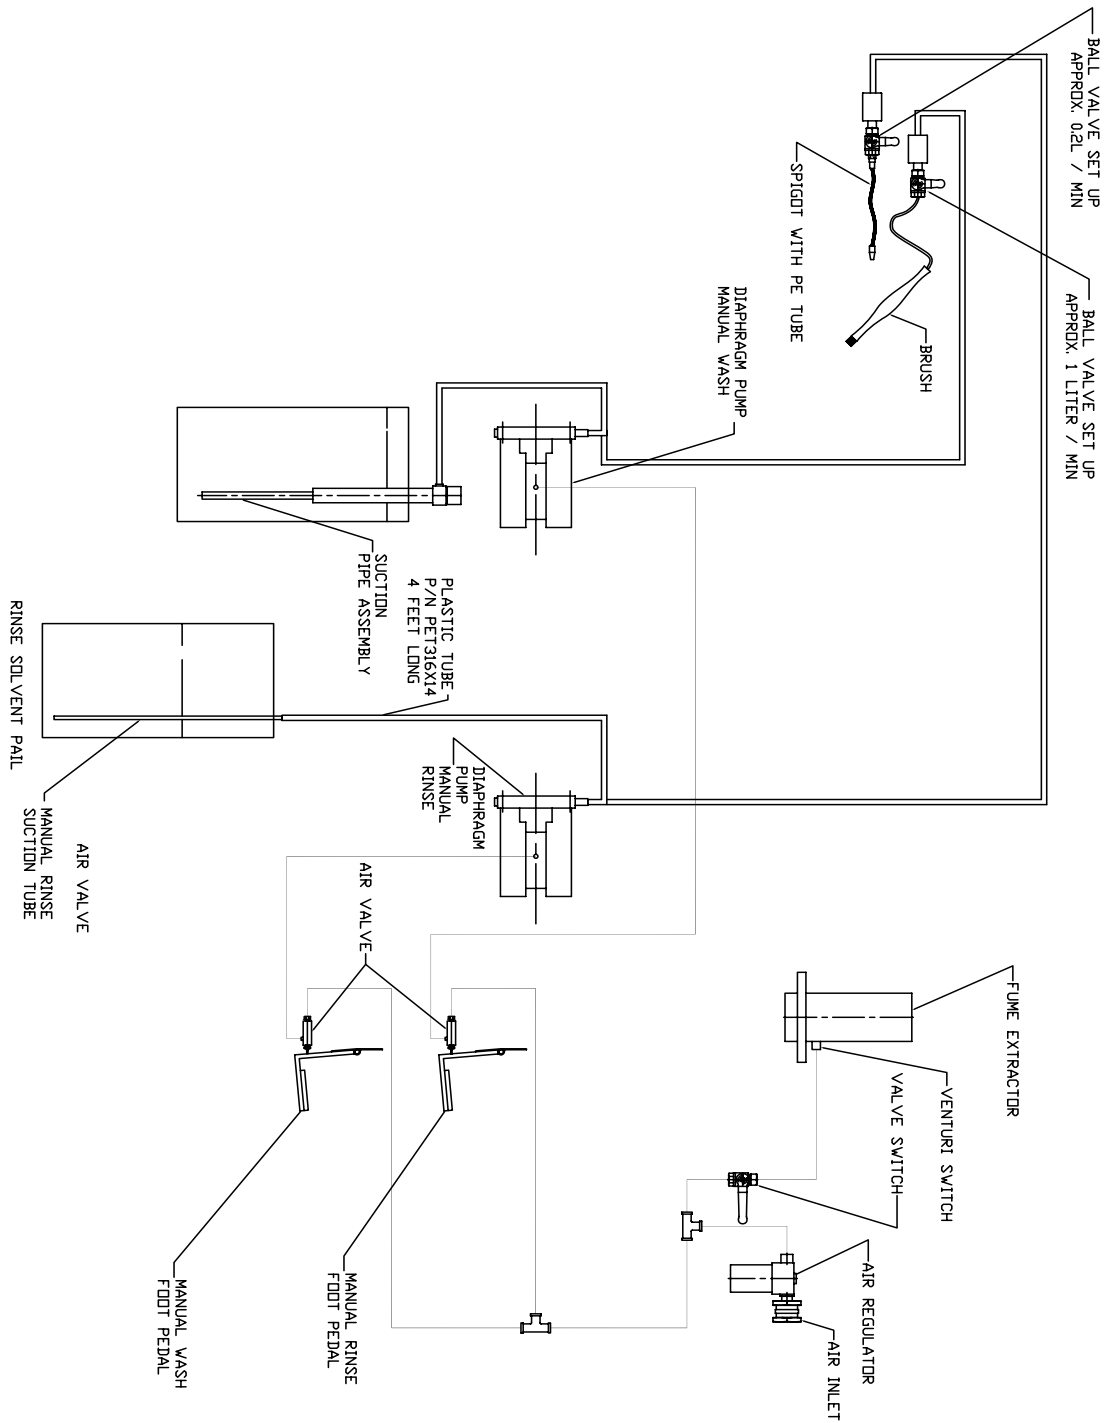 BALL VALVE SET UP
APPROX. 0.2L / MIN
BALL VALVE SET UP
APPROX. 1 LITER / MIN
FUME EXTRACTOR
VENTURI SWITCH
VALVE SWITCH
BRUSH
AIR REGULATOR
AIR INLET
SPIGOT WITH PE TUBE
DIAPHRAGM PUMP
MANUAL WASH
DIAPHRAGM
PUMP
MANUAL
RINSE
PLASTIC TUBE
P/N PET316X14
4 FEET LONG
SUCTION
PIPE ASSEMBLY
AIR VALVE
MANUAL RINSE
FOOT PEDAL
MANUAL WASH
FOOT PEDAL
AIR VALVE
MANUAL RINSE
SUCTION TUBE
RINSE SOLVENT PAIL